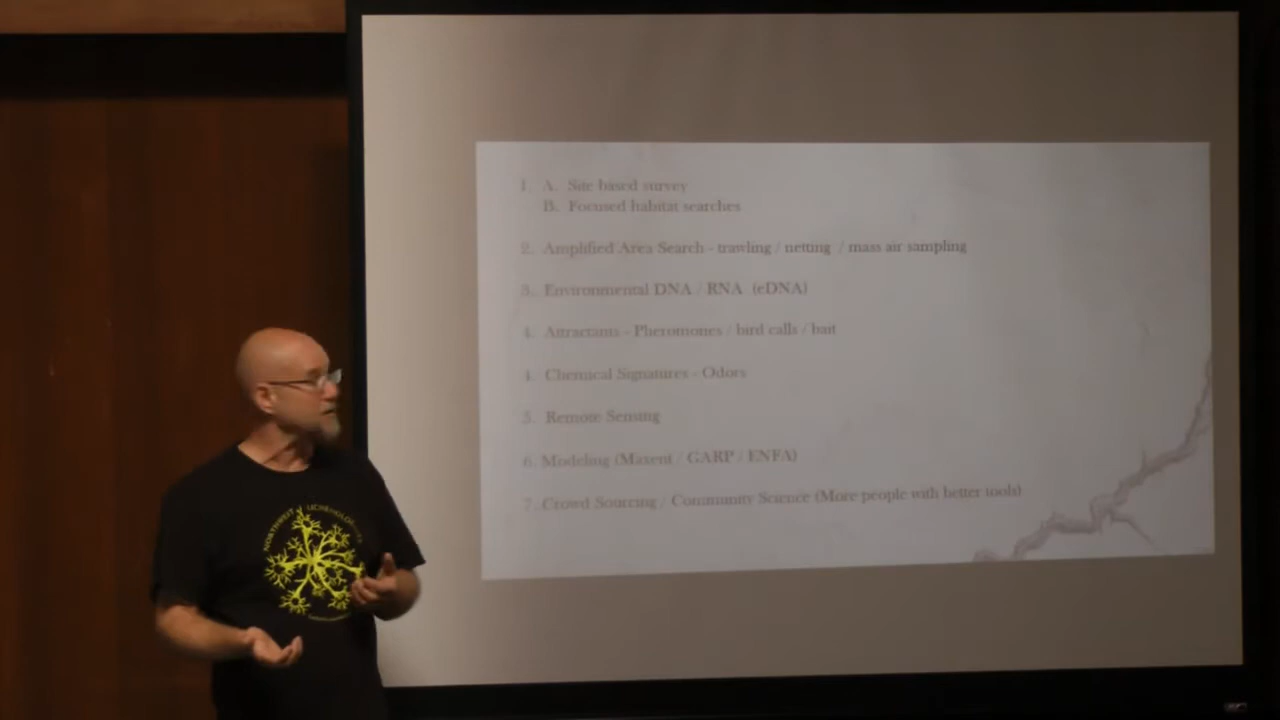 1. A. Site based survey
B. Focused habitat searches
2. Amplified Area Search - trawling / netting / mass air sampling
3. Environmental DNA / RNA (eDNA)
4. Attractants - Pheromones / bird calls / bait
4. Chemical Signatures - Odors
5. Remote Sensing
6. Modeling (Maxent / GARP / ENFA)
7. Crowd Sourcing / Community Science (More people with better tools)
NORTHWEST LICHENOLOGISTS